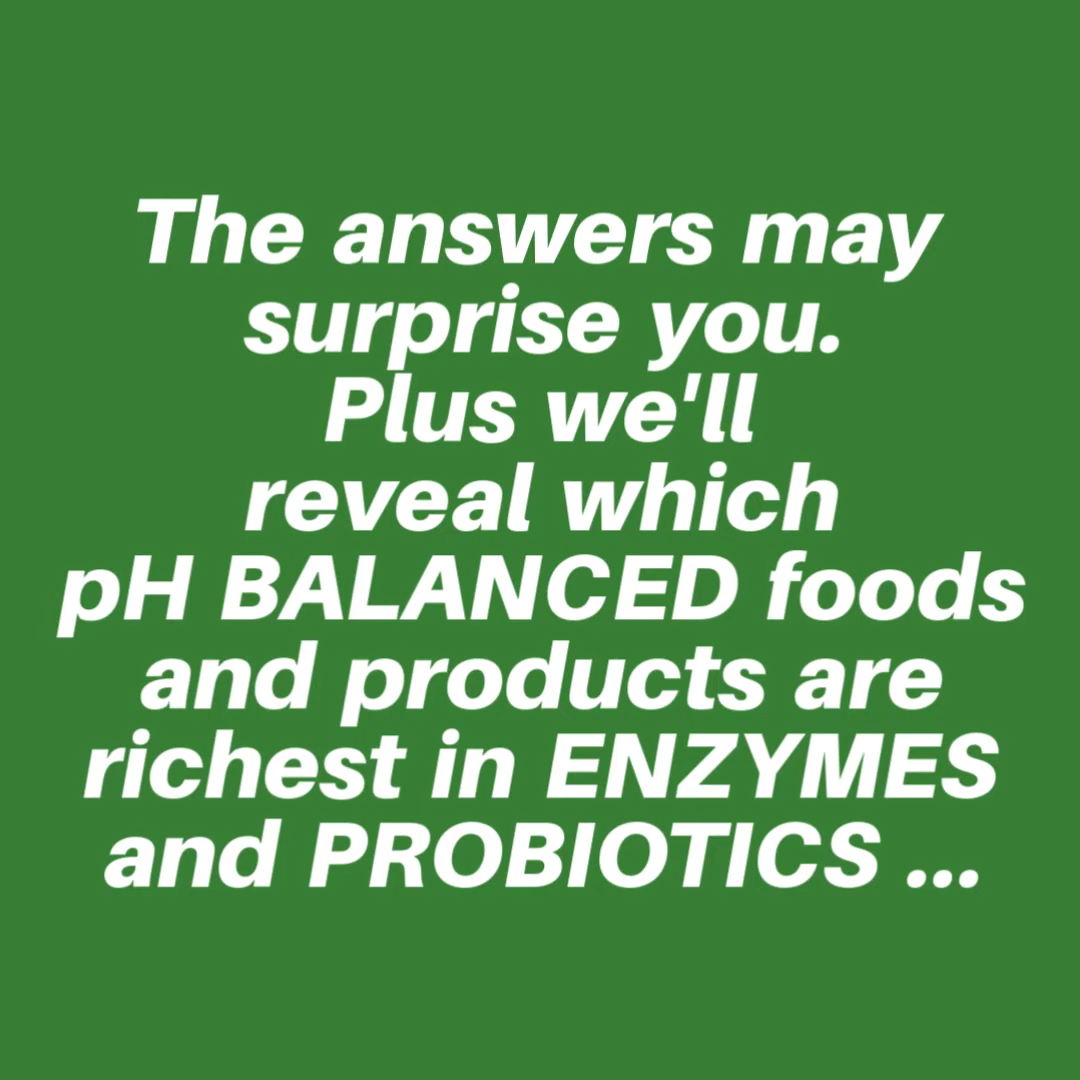 The answers may
surprise you.
Plus we'll
reveal which
pH BALANCED foods
and products are
richest in ENZYMES
and PROBIOTICS ...